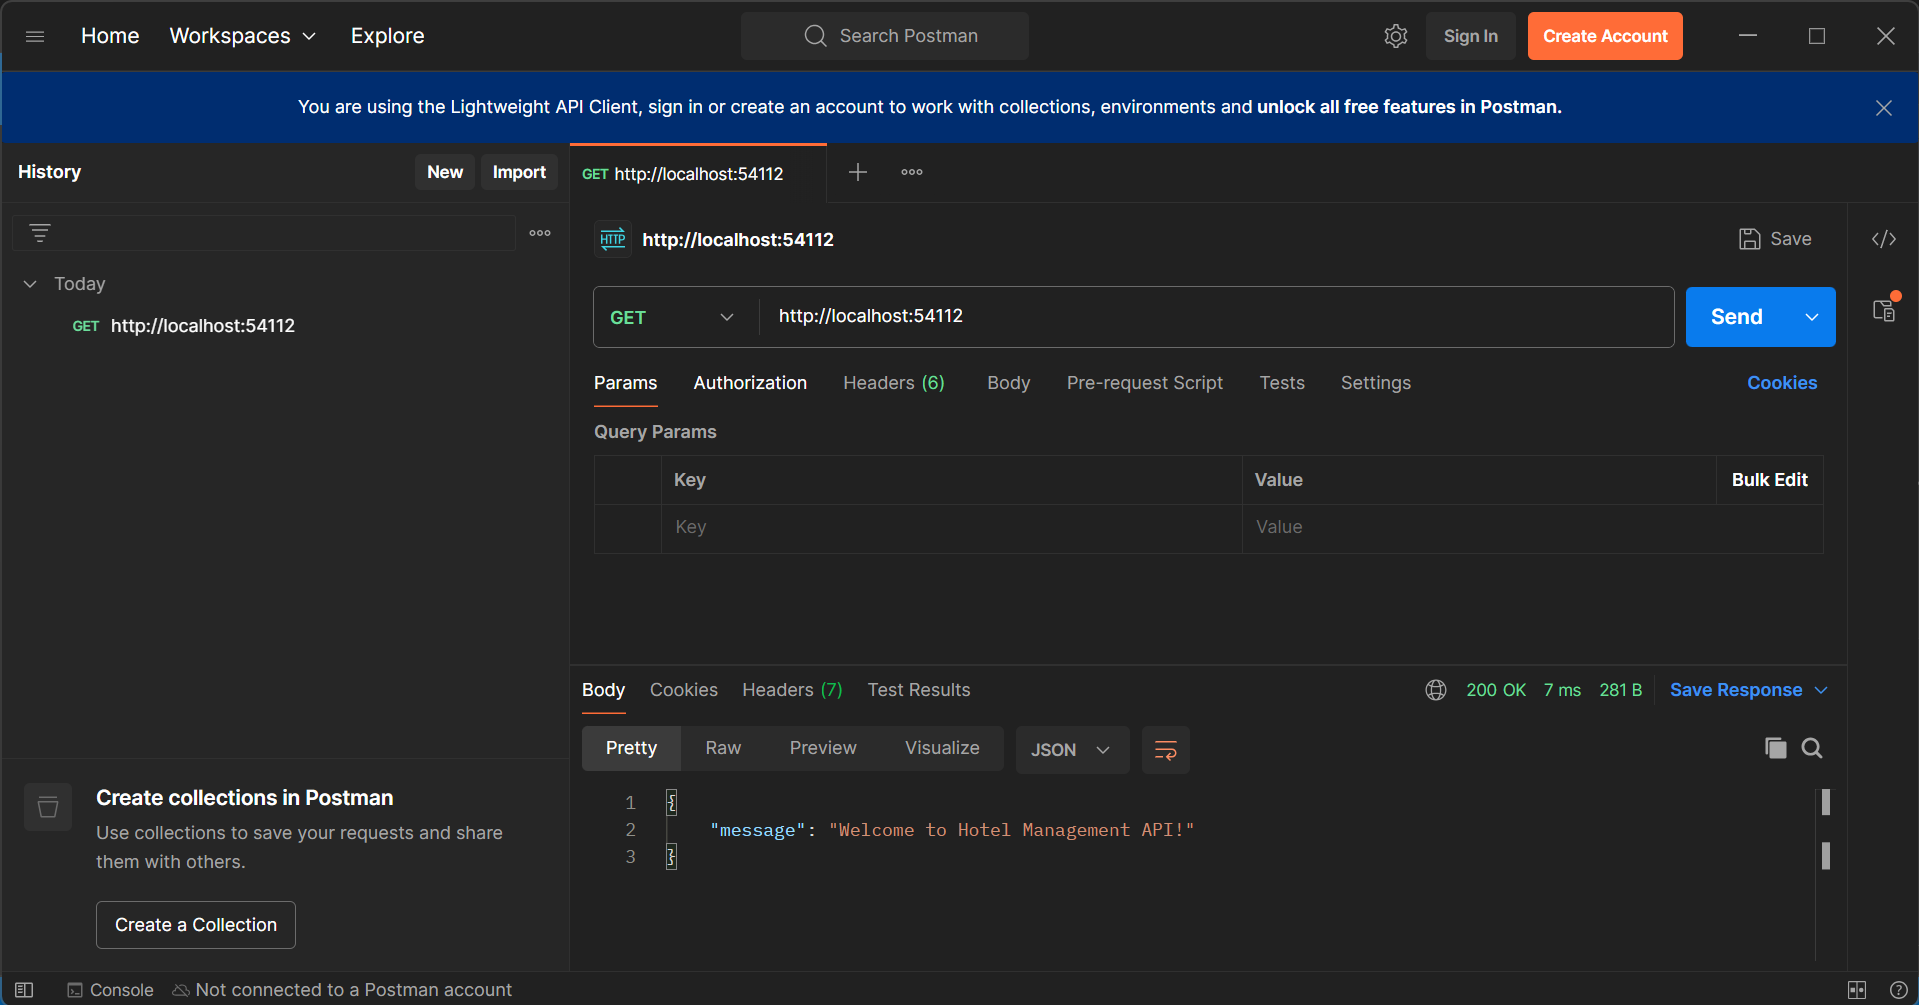 Home Workspaces Explore Search Postman Sign In Create Account
You are using the Lightweight API Client, sign in or create an account to work with collections, environments and unlock all free features in Postman.
History New Import
GET http://localhost:54112
HTTP http://localhost:54112 Save
Today
GET http://localhost:54112
GET http://localhost:54112 Send
Params Authorization Headers (6) Body Pre-request Script Tests Settings Cookies
Query Params
Key Value Bulk Edit
Key Value
Body Cookies Headers (7) Test Results 200 OK 7 ms 281 B Save Response
Pretty Raw Preview Visualize JSON
1 {
2 "message": "Welcome to Hotel Management API!"
3 }
Create collections in Postman
Use collections to save your requests and share
them with others.
Create a Collection
Console Not connected to a Postman account